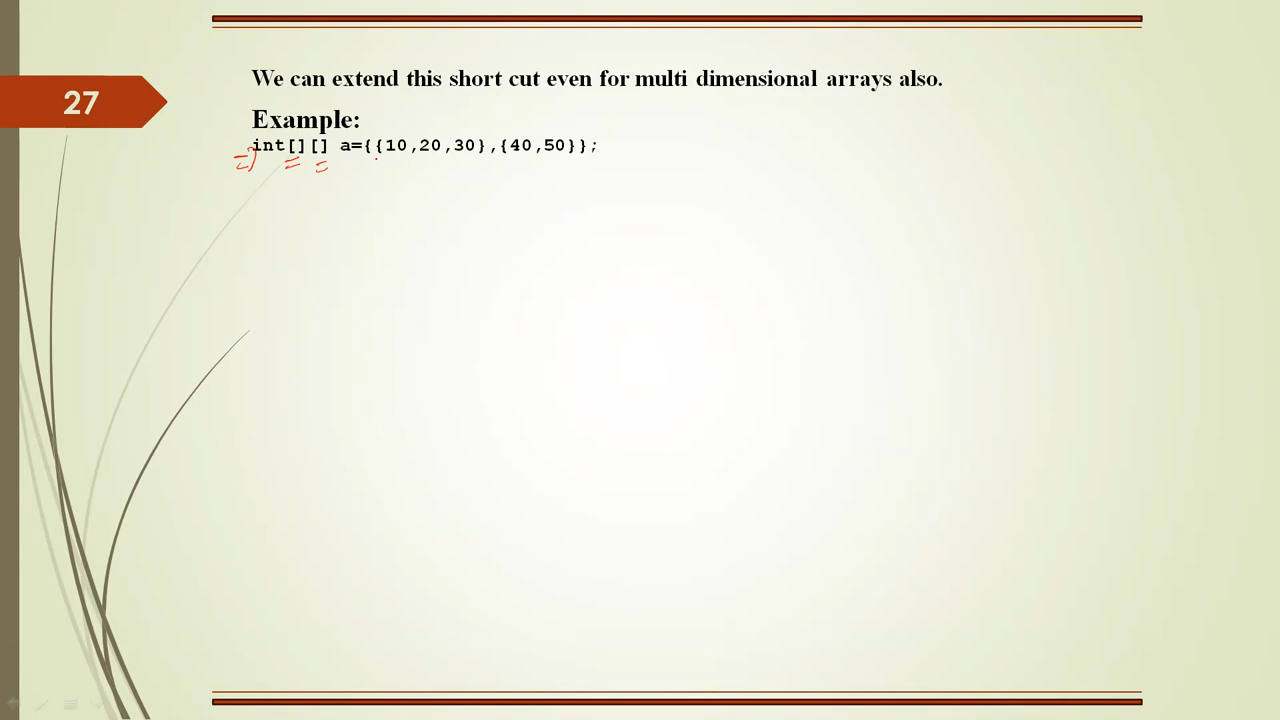 27
We can extend this short cut even for multi dimensional arrays also.
Example:
int[][] a={{10,20,30},{40,50}};